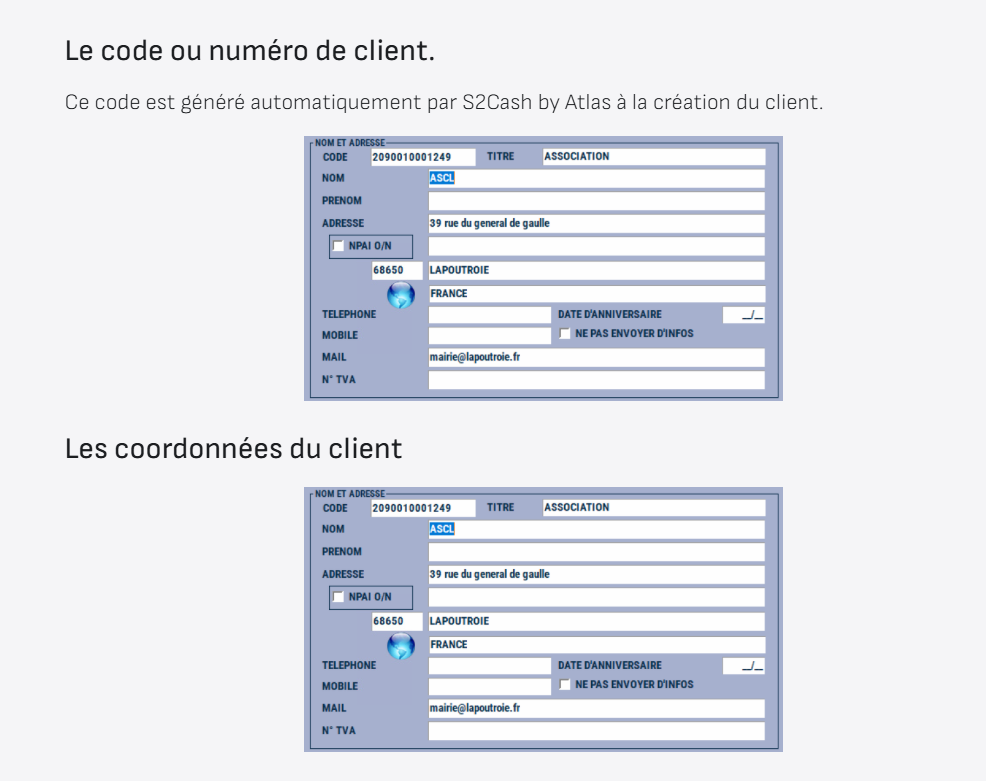 Le code ou numéro de client.
Ce code est généré automatiquement par S2Cash by Atlas à la création du client.
NOM ET ADRESSE
CODE 2090010001249 TITRE ASSOCIATION
NOM ASCL
PRENOM
ADRESSE 39 rue du general de gaulle
NPAI O/N
68650 LAPOUTROIE
FRANCE
TELEPHONE DATE D'ANNIVERSAIRE __/__
MOBILE NE PAS ENVOYER D'INFOS
MAIL mairie@lapoutroie.fr
N° TVA
Les coordonnées du client
NOM ET ADRESSE
CODE 2090010001249 TITRE ASSOCIATION
NOM ASCL
PRENOM
ADRESSE 39 rue du general de gaulle
NPAI O/N
68650 LAPOUTROIE
FRANCE
TELEPHONE DATE D'ANNIVERSAIRE __/__
MOBILE NE PAS ENVOYER D'INFOS
MAIL mairie@lapoutroie.fr
N° TVA